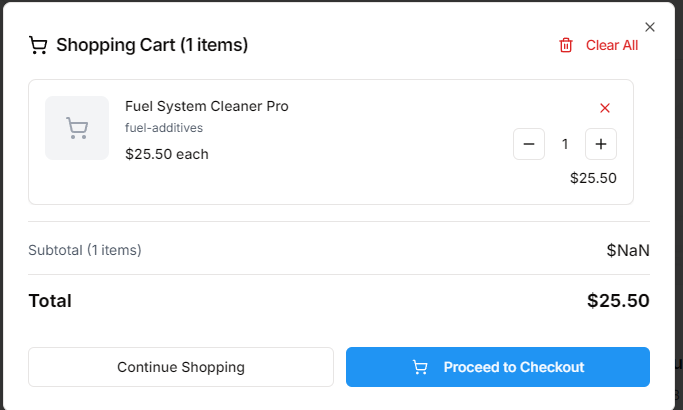 Shopping Cart (1 items)
Clear All
Fuel System Cleaner Pro
fuel-additives
$25.50 each
1
$25.50
Subtotal (1 items)
$NaN
Total
$25.50
Continue Shopping
Proceed to Checkout